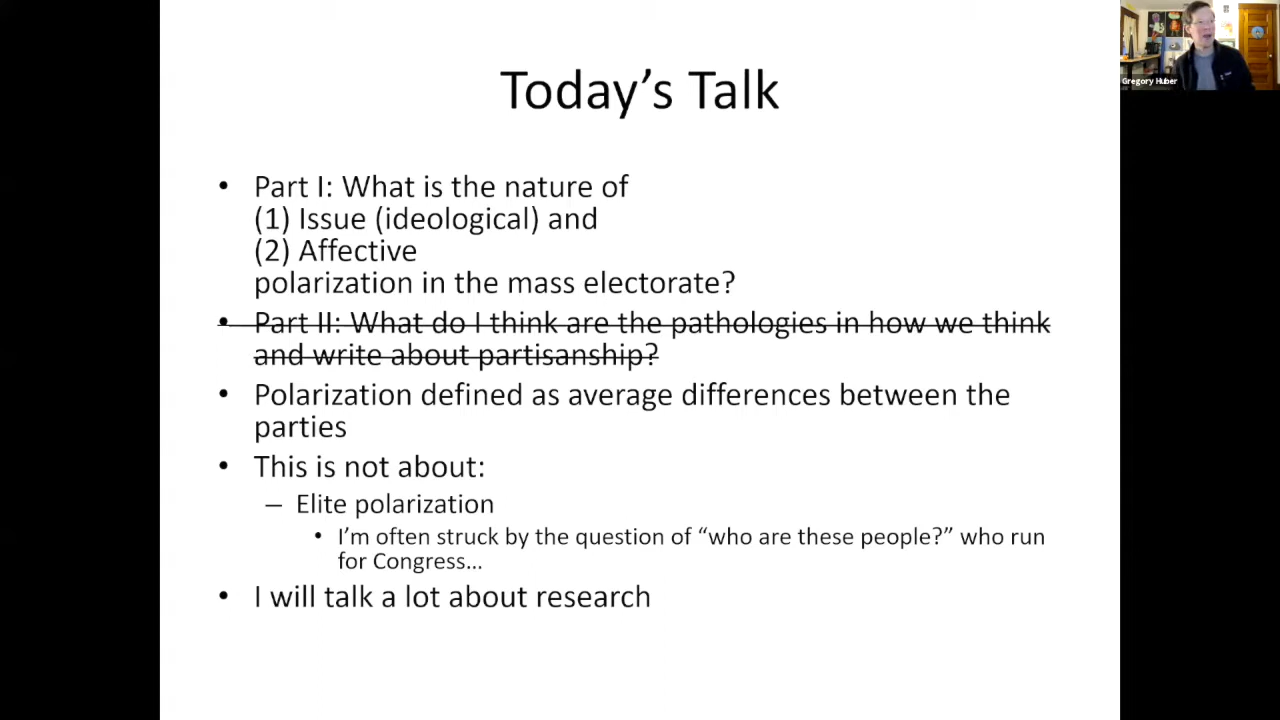 Today's Talk
• Part I: What is the nature of
(1) Issue (ideological) and
(2) Affective
polarization in the mass electorate?
• Part II: What do I think are the pathologies in how we think
and write about partisanship?
• Polarization defined as average differences between the
parties
• This is not about:
– Elite polarization
• I'm often struck by the question of “who are these people?” who run
for Congress…
• I will talk a lot about research
Gregory Huber